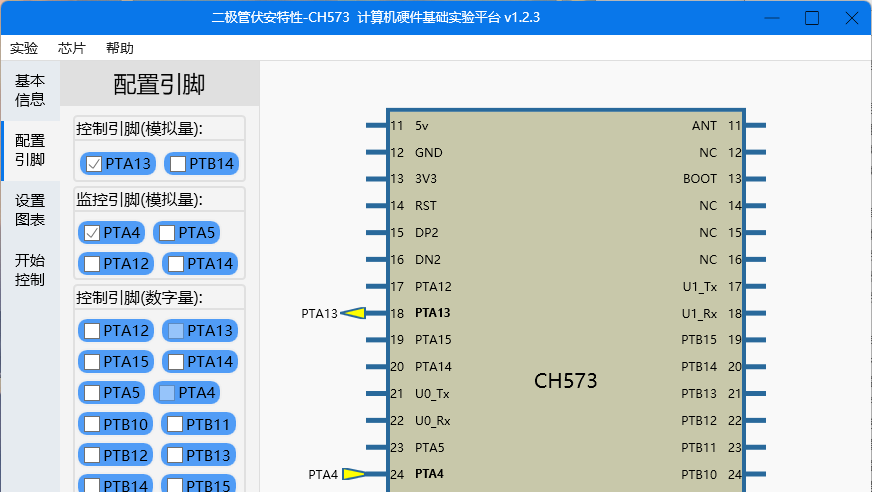 二极管伏安特性-CH573 计算机硬件基础实验平台 v1.2.3
实验 芯片 帮助
基本
信息
配置
引脚
设置
图表
开始
控制
配置引脚
控制引脚(模拟量):
PTA13 PTB14
监控引脚(模拟量):
PTA4 PTA5
PTA12 PTA14
控制引脚(数字量):
PTA12 PTA13
PTA15 PTA14
PTA5 PTA4
PTB10 PTB11
PTB12 PTB13
PTB14 PTB15
11 5v ANT 11
12 GND NC 12
13 3V3 BOOT 13
14 RST NC 14
15 DP2 NC 15
16 DN2 NC 16
17 PTA12 U1_Tx 17
PTA13 18 PTA13 U1_Rx 18
19 PTA15 PTB15 19
20 PTA14 PTB14 20
CH573
21 U0_Tx PTB13 21
22 U0_Rx PTB12 22
23 PTA5 PTB11 23
PTA4 24 PTA4 PTB10 24